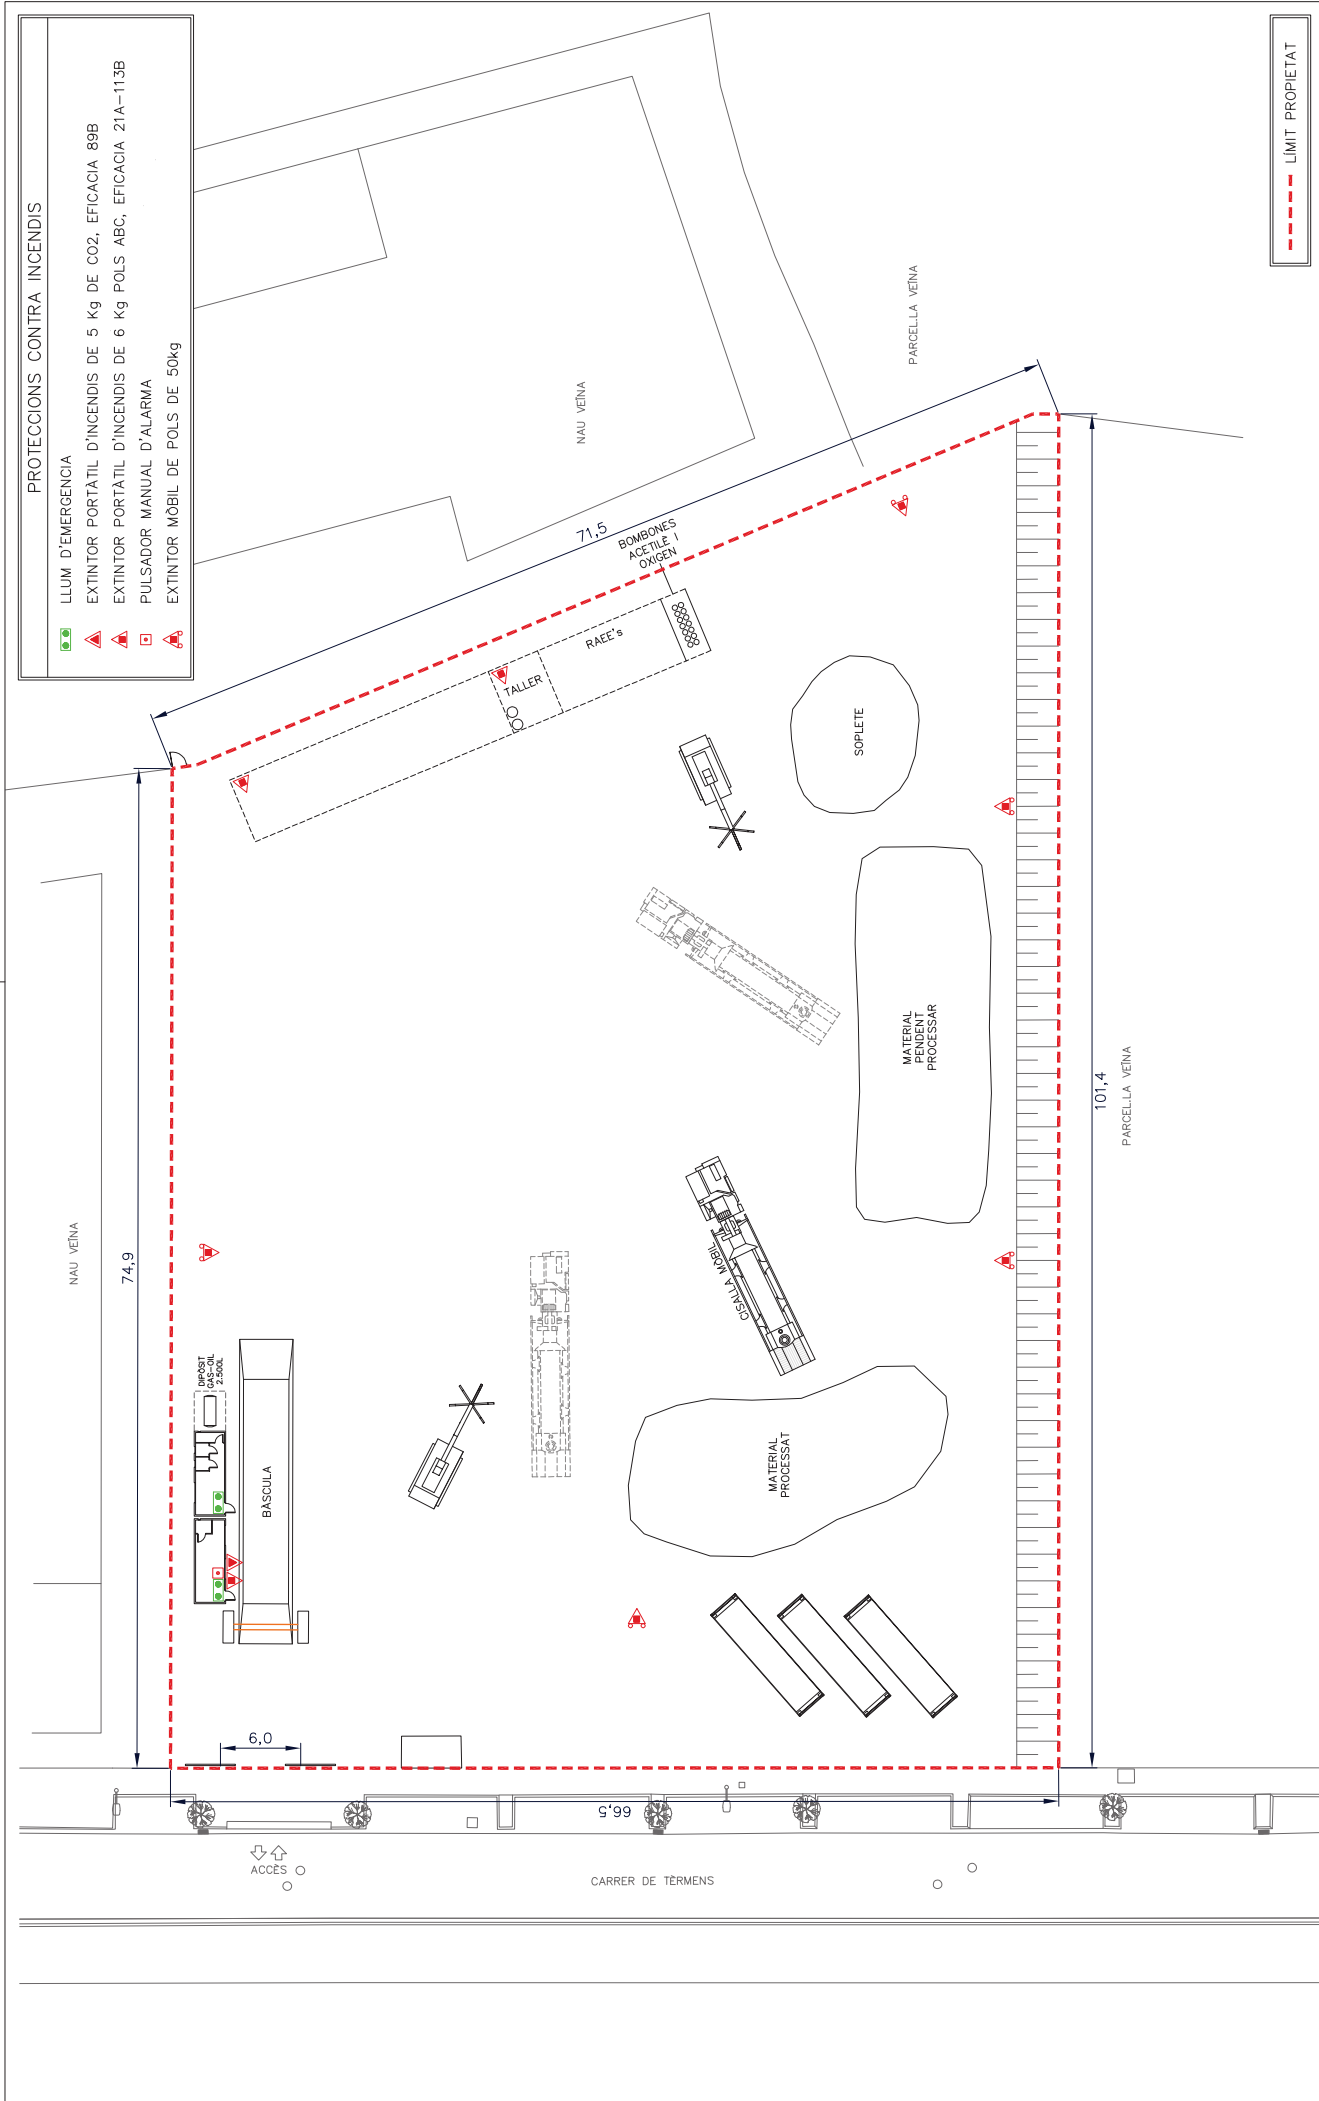 PROTECCIONS CONTRA INCENDIS
LLUM D'EMERGENCIA
EXTINTOR PORTÀTIL D'INCENDIS DE 5 Kg DE CO2, EFICACIA 89B
EXTINTOR PORTÀTIL D'INCENDIS DE 6 Kg POLS ABC, EFICACIA 21A-113B
PULSADOR MANUAL D'ALARMA
EXTINTOR MÒBIL DE POLS DE 50kg
LÍMIT PROPIETAT
NAU VEÏNA
74,9
DIPÒSIT
GAS-OIL
2.500L
BÀSCULA
6,0
ACCÈS
66,5
CARRER DE TÈRMENS
NAU VEÏNA
71,5
BOMBONES
ACETILÈ I
OXIGEN
RAEE's
TALLER
SOPLETE
MATERIAL
PENDENT
PROCESSAR
CISALLA MÒBIL
MATERIAL
PROCESSAT
101,4
PARCEL.LA VEÏNA
PARCEL.LA VEÏNA